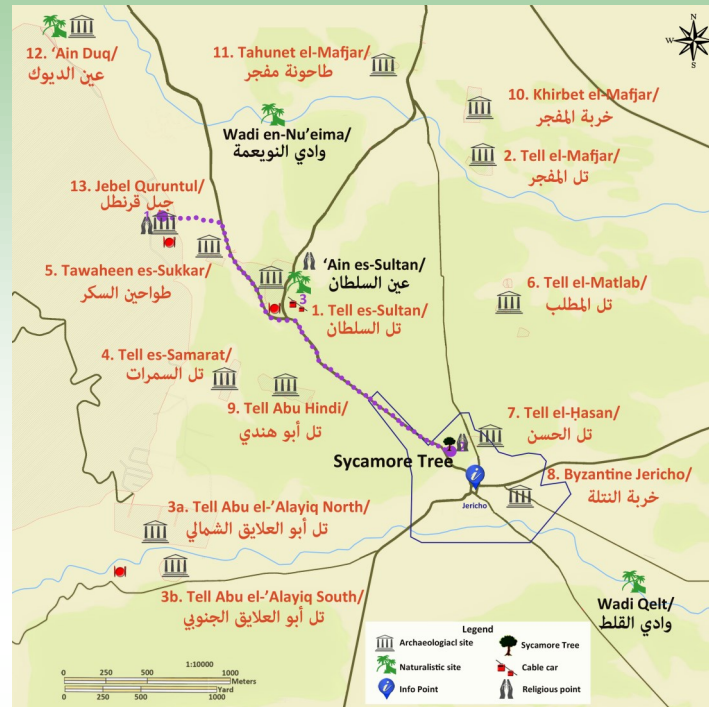 12. 'Ain Duq/
عين الديوك
11. Tahunet el-Mafjar/
طاحونة مفجر
N
W
E
S
10. Khirbet el-Mafjar/
خربة المفجر
Wadi en-Nu'eima/
وادي النويعمة
2. Tell el-Mafjar/
تل المفجر
13. Jebel Quruntul/
جبل قرنطل
1
5. Tawaheen es-Sukkar/
طواحين السكر
'Ain es-Sultan/
عين السلطان
3
1. Tell es-Sultan/
تل السلطان
6. Tell el-Matlab/
تل المطلب
4. Tell es-Samarat/
تل السمرات
9. Tell Abu Hindi/
تل أبو هندي
7. Tell el-Ḥasan/
تل الحسن
Sycamore Tree
8. Byzantine Jericho/
خربة النتلة
Jericho
3a. Tell Abu el-'Alayiq North/
تل أبو العلايق الشمالي
3b. Tell Abu el-'Alayiq South/
تل أبو العلايق الجنوبي
Wadi Qelt/
وادي القلط
1:10000
1000 500 250 0 1000
Meters
1000 500 250 0 1000
Yard
Legend
Archaeologiacl site
Sycamore Tree
Naturalistic site
Cable car
Info Point
Religious point